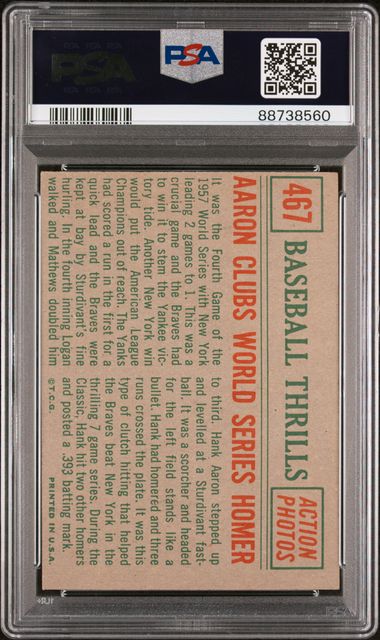 PSA
PSA
88738560
467 BASEBALL THRILLS ACTION PHOTOS
AARON CLUBS WORLD SERIES HOMER
It was the Fourth Game of the
1957 World Series with New York
leading 2 games to 1. This was a
crucial game and the Braves had
to win it to stem the Yankee vic-
tory tide. Another New York win
would put the American League
Champions out of reach. The Yanks
had scored a run in the first for a
quick lead and the Braves were
kept at bay by Sturdivant's fine
hurling. In the fourth inning Logan
walked and Mathews doubled him
to third. Hank Aaron stepped up
and levelled at a Sturdivant fast-
ball. It was a scorcher and headed
for the left field stands like a
bullet. Hank had homered and three
runs crossed the plate. It was this
type of clutch hitting that helped
the Braves beat New York in the
thrilling 7 game series. During the
Classic, Hank hit two other homers
and posted a .393 batting mark.
© T.C.G. PRINTED IN U.S.A.